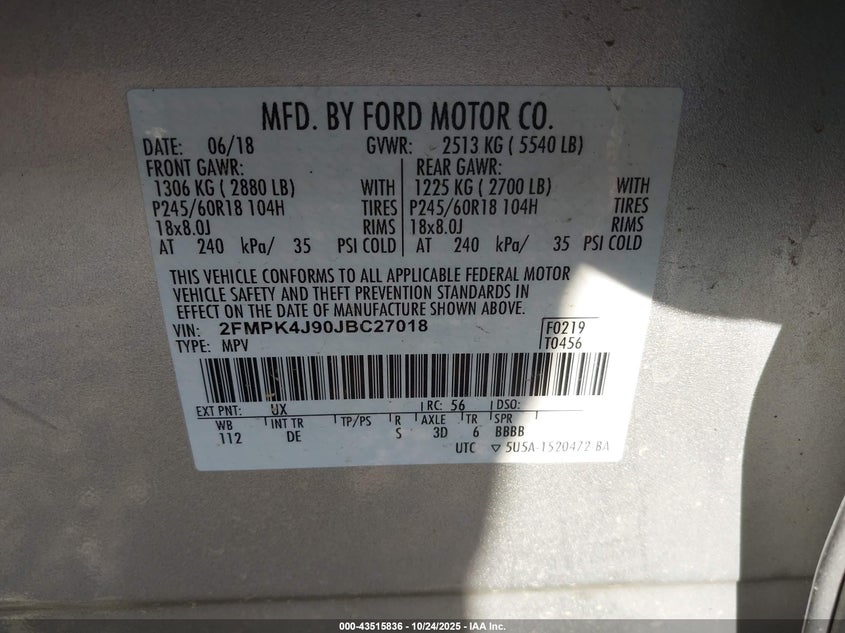 MFD. BY FORD MOTOR CO.
DATE: 06/18 GVWR: 2513 KG ( 5540 LB)
FRONT GAWR: REAR GAWR:
1306 KG ( 2880 LB) WITH 1225 KG ( 2700 LB) WITH
P245/60R18 104H TIRES P245/60R18 104H TIRES
18x8.0J RIMS 18x8.0J RIMS
AT 240 kPa/ 35 PSI COLD AT 240 kPa/ 35 PSI COLD
THIS VEHICLE CONFORMS TO ALL APPLICABLE FEDERAL MOTOR
VEHICLE SAFETY AND THEFT PREVENTION STANDARDS IN
EFFECT ON THE DATE OF MANUFACTURE SHOWN ABOVE.
VIN: 2FMPK4J90JBC27018 F0219
TYPE: MPV T0456
EXT PNT: UX RC: 56 DSO:
WB INT TR TP/PS R AXLE TR SPR
112 DE S 3D 6 BBBB
UTC ▽ 5U5A-1520472-BA
000-43515836 - 10/24/2025 - IAA Inc.